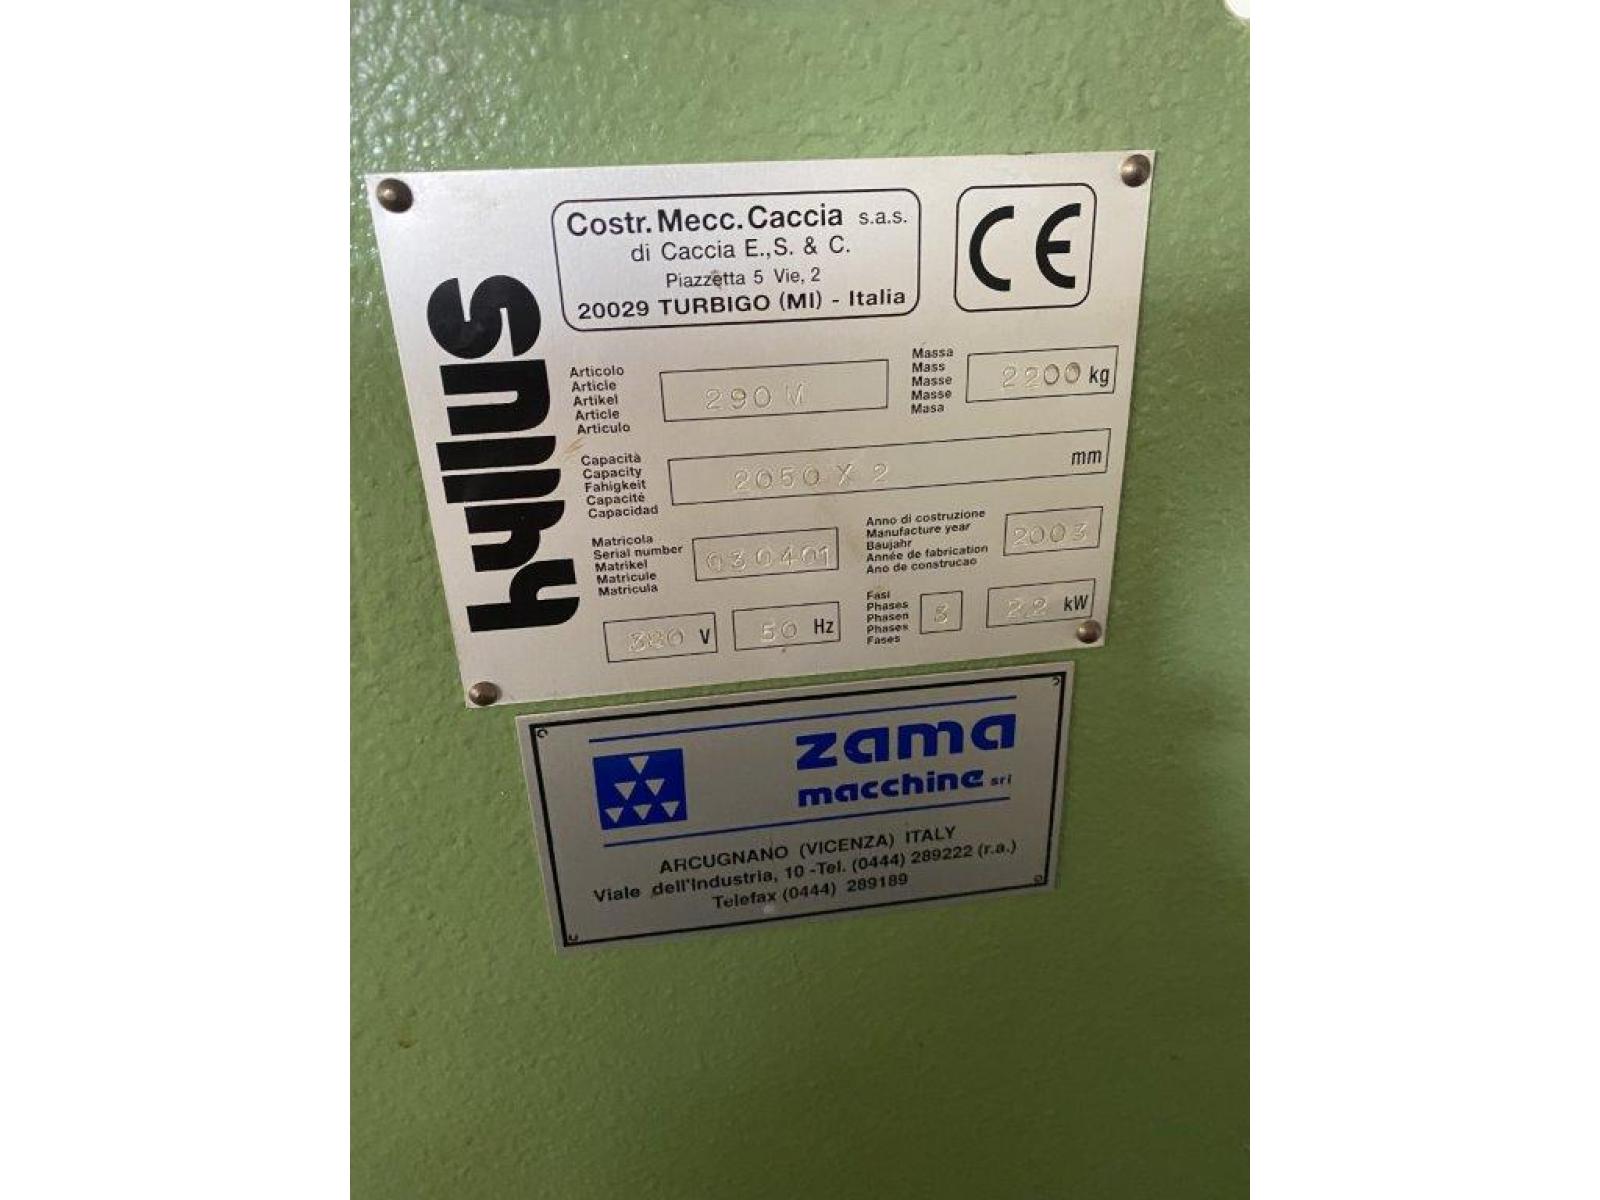 hyllus
Costr. Mecc. Caccia s.a.s.
di Caccia E., S. & C.
Piazzetta 5 Vie, 2
20029 TURBIGO (MI) - Italia
CE
Articolo
Article
Artikel
Article
Articulo
290 M
Massa
Mass
Masse
Masse
Masa
2200 kg
Capacità
Capacity
Fahigkeit
Capacité
Capacidad
2050 X 2 mm
Matricola
Serial number
Matrikel
Matricule
Matricula
030401
Anno di costruzione
Manufacture year
Baujahr
Année de fabrication
Ano de construcao
2003
380 V
50 Hz
Fasi
Phases
Phasen
Phases
Fases
3
2.2 kW
zama
macchine srl
ARCUGNANO (VICENZA) ITALY
Viale dell'Industria, 10 -Tel. (0444) 289222 (r.a.)
Telefax (0444) 289189